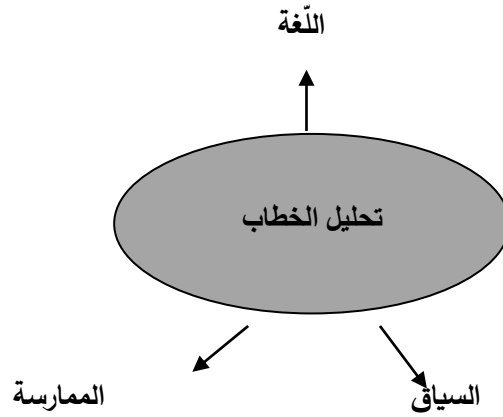 اللّغة
تحليل الخطاب
السياق
الممارسة